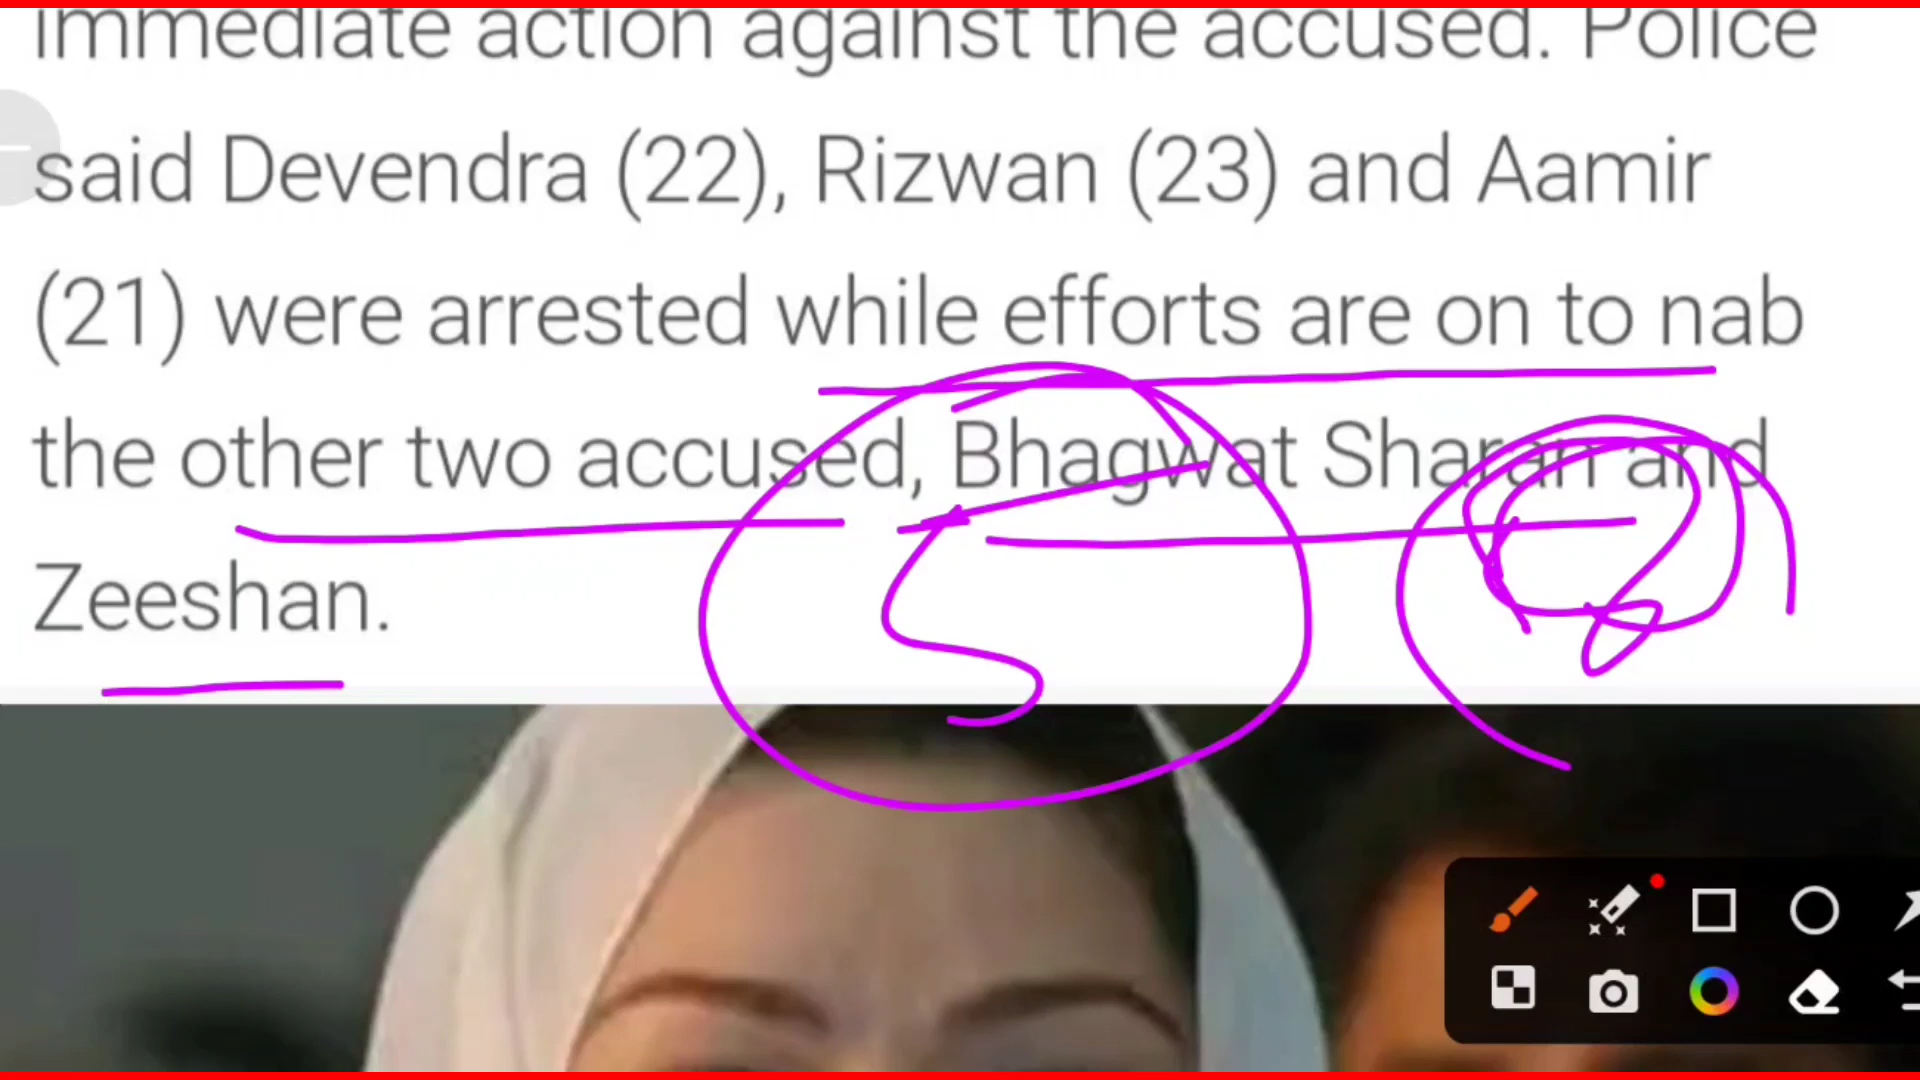 immediate action against the accused. Police
said Devendra (22), Rizwan (23) and Aamir
(21) were arrested while efforts are on to nab
the other two accused, Bhagwat Sharan and
Zeeshan.
5